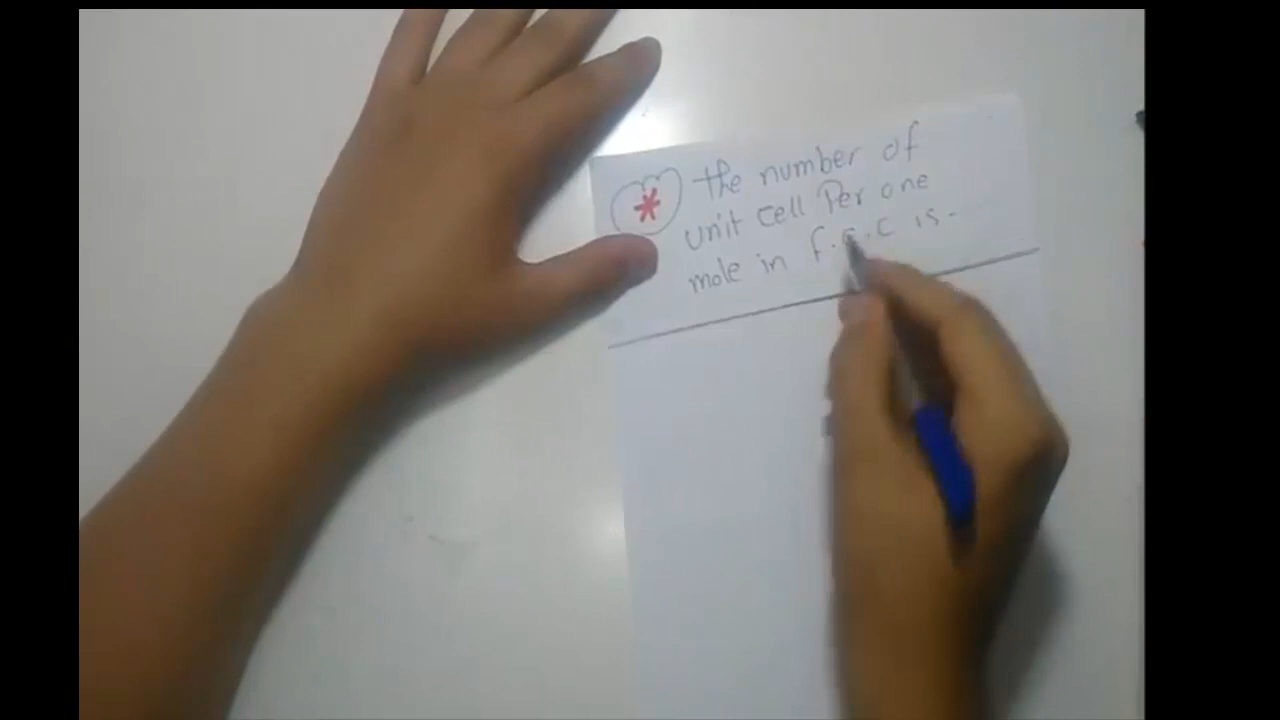 * the number of
unit cell Per one
mole in f.c.c is.